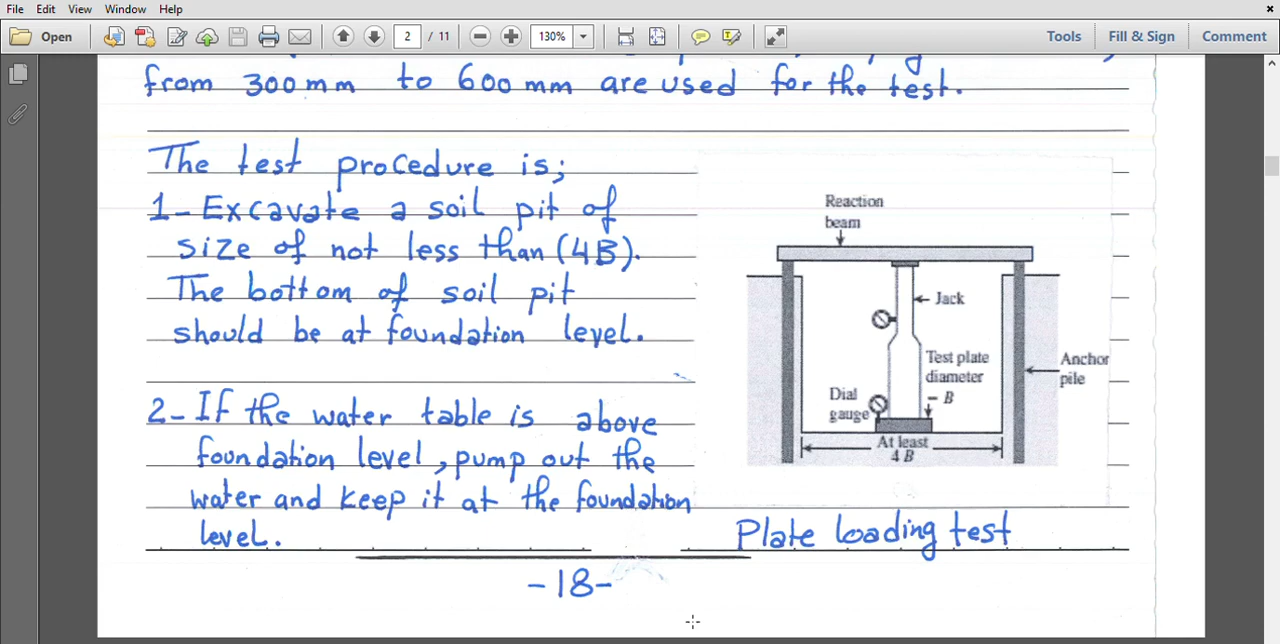 File Edit View Window Help
Open 2 / 11 130% Tools Fill & Sign Comment
from 300mm to 600 mm are used for the test.
The test procedure is;
1- Excavate a soil pit of
size of not less than (4B).
The bottom of soil pit
should be at foundation level.
2- If the water table is above
foundation level, pump out the
water and keep it at the foundation
level.
Reaction
beam
Jack
Test plate
diameter
- B
Dial
gauge
Anchor
pile
At least
4 B
Plate loading test
-18-